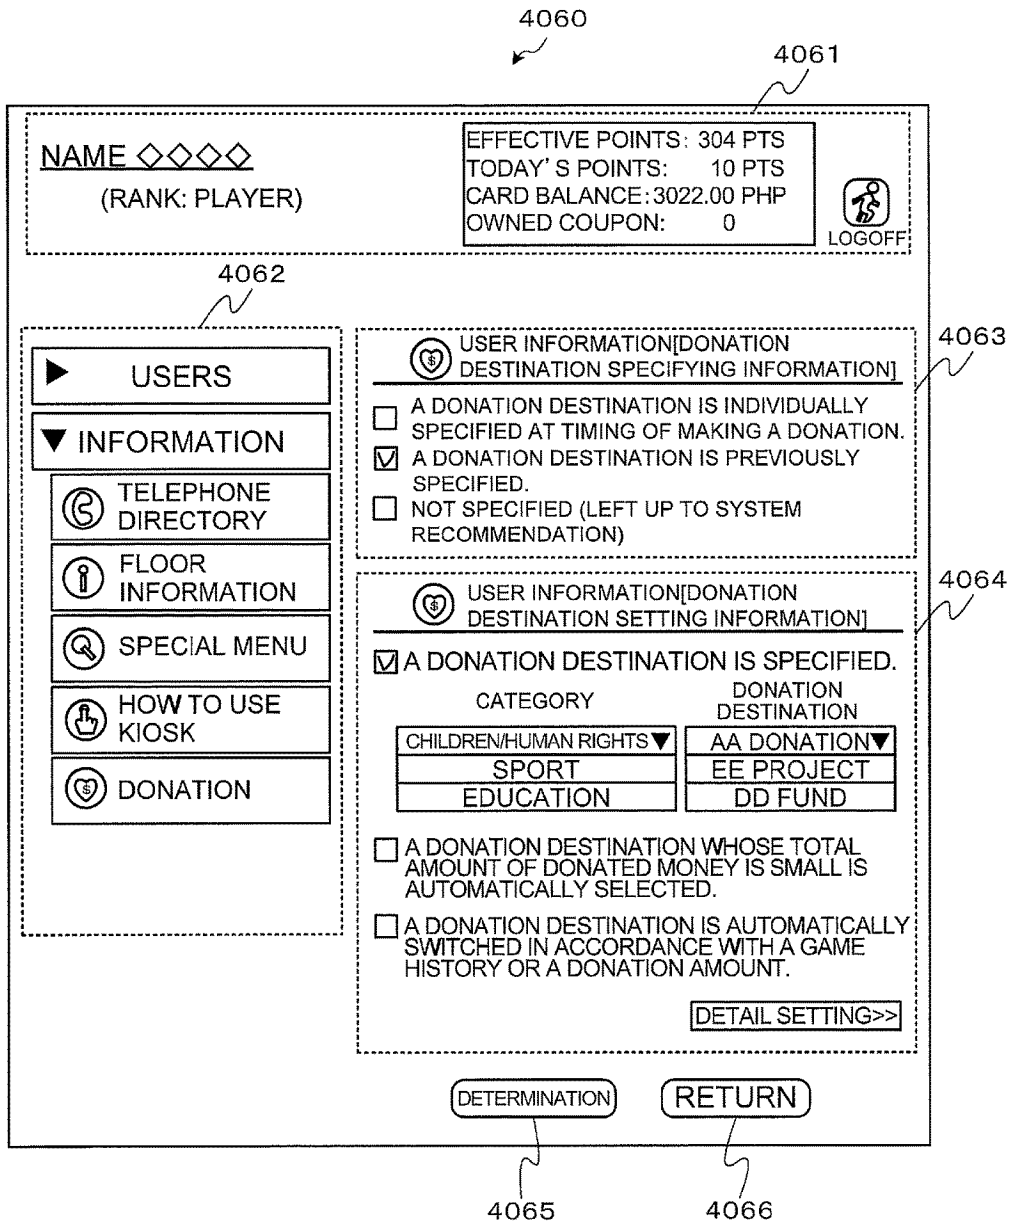 4060
4061
NAME ◇◇◇◇
(RANK: PLAYER)
EFFECTIVE POINTS: 304 PTS
TODAY'S POINTS: 10 PTS
CARD BALANCE: 3022.00 PHP
OWNED COUPON: 0
LOGOFF
4062
▶ USERS
▼ INFORMATION
TELEPHONE
DIRECTORY
FLOOR
INFORMATION
SPECIAL MENU
HOW TO USE
KIOSK
DONATION
4063
USER INFORMATION[DONATION
DESTINATION SPECIFYING INFORMATION]
A DONATION DESTINATION IS INDIVIDUALLY
SPECIFIED AT TIMING OF MAKING A DONATION.
A DONATION DESTINATION IS PREVIOUSLY
SPECIFIED.
NOT SPECIFIED (LEFT UP TO SYSTEM
RECOMMENDATION)
4064
USER INFORMATION[DONATION
DESTINATION SETTING INFORMATION]
A DONATION DESTINATION IS SPECIFIED.
CATEGORY
CHILDREN/HUMAN RIGHTS▼
SPORT
EDUCATION
DONATION
DESTINATION
AA DONATION▼
EE PROJECT
DD FUND
A DONATION DESTINATION WHOSE TOTAL
AMOUNT OF DONATED MONEY IS SMALL IS
AUTOMATICALLY SELECTED.
A DONATION DESTINATION IS AUTOMATICALLY
SWITCHED IN ACCORDANCE WITH A GAME
HISTORY OR A DONATION AMOUNT.
DETAIL SETTING>>
DETERMINATION
RETURN
4065
4066